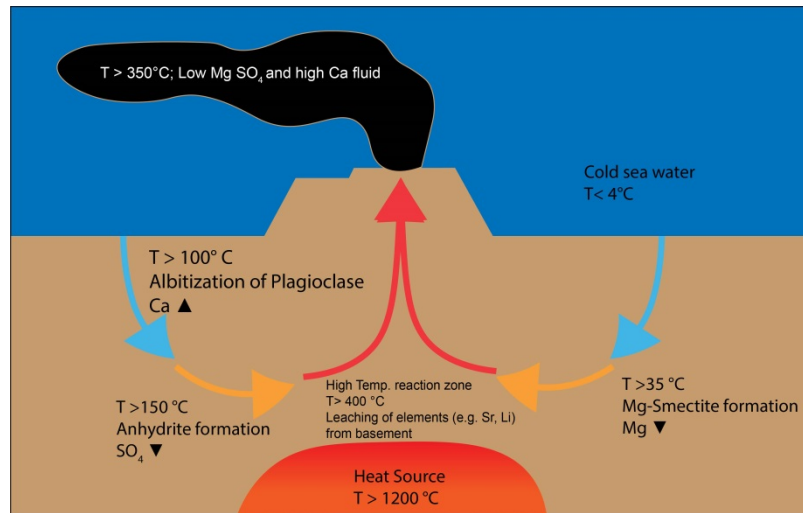 T > 350°C; Low Mg SO₄ and high Ca fluid
Cold sea water
T< 4°C
T > 100° C
Albitization of Plagioclase
Ca ▲
T >150 °C
Anhydrite formation
SO₄ ▼
High Temp. reaction zone
T> 400 °C
Leaching of elements (e.g. Sr, Li)
from basement
T >35 °C
Mg-Smectite formation
Mg ▼
Heat Source
T > 1200 °C